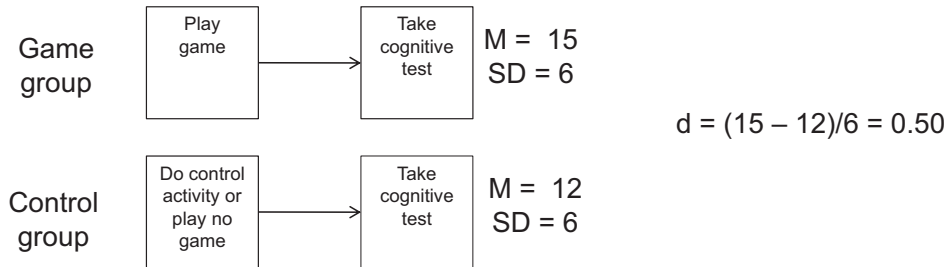 Game
group
Play
game
Take
cognitive
test
M = 15
SD = 6
d = (15 – 12)/6 = 0.50
Control
group
Do control
activity or
play no
game
Take
cognitive
test
M = 12
SD = 6